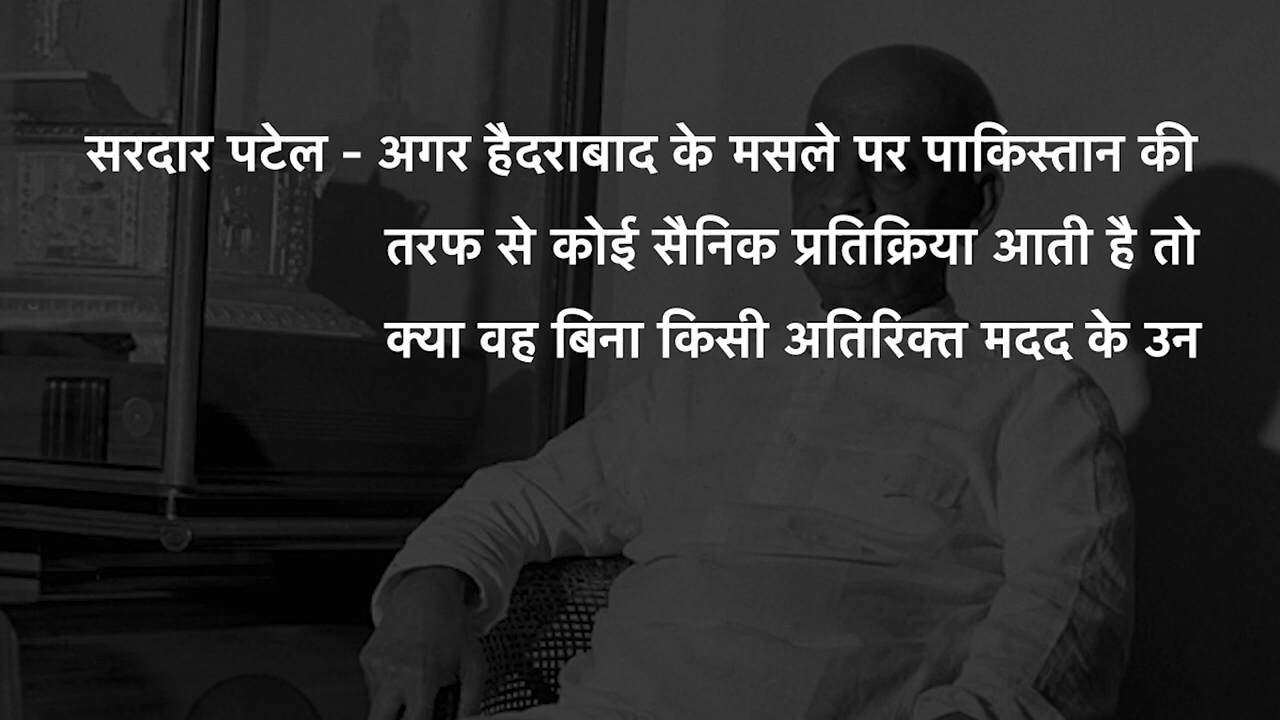 सरदार पटेल - अगर हैदराबाद के मसले पर पाकिस्तान की
तरफ से कोई सैनिक प्रतिक्रिया आती है तो
क्या वह बिना किसी अतिरिक्त मदद के उन